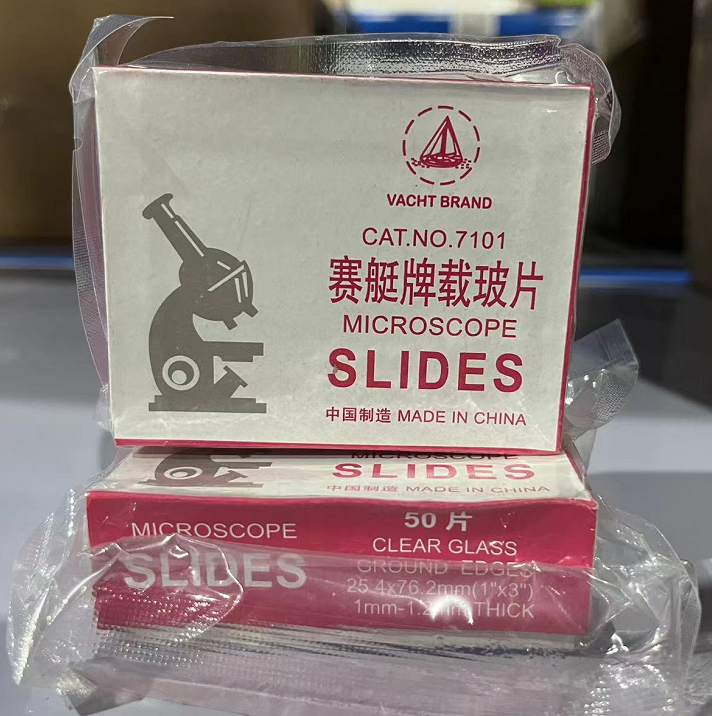 VACHT BRAND
CAT.NO.7101
赛艇牌载玻片
MICROSCOPE
SLIDES
中国制造 MADE IN CHINA
MICROSCOPE
SLIDES
中国制造 MADE IN CHINA
MICROSCOPE
SLIDES
50 片
CLEAR GLASS
GROUND EDGES
25.4x76.2mm(1"x3")
THICK